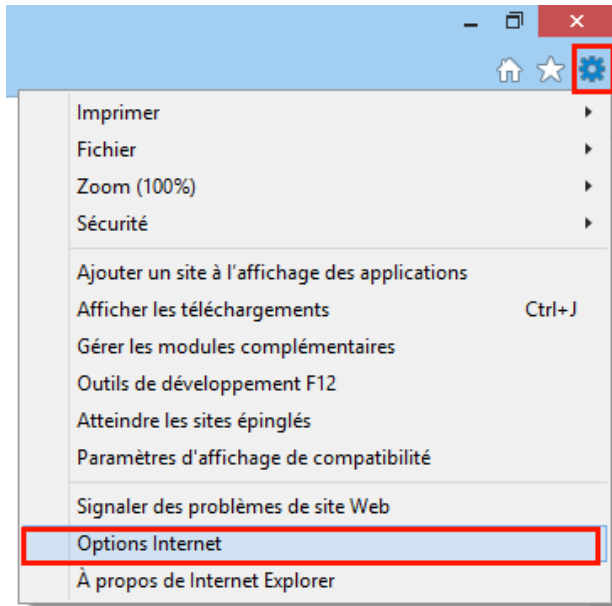 Imprimer
Fichier
Zoom (100%)
Sécurité
Ajouter un site à l'affichage des applications
Afficher les téléchargements Ctrl+J
Gérer les modules complémentaires
Outils de développement F12
Atteindre les sites épinglés
Paramètres d'affichage de compatibilité
Signaler des problèmes de site Web
Options Internet
À propos de Internet Explorer